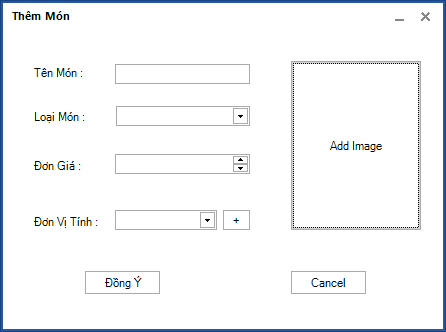 Thêm Món
Tên Món :
Loại Món :
Đơn Giá :
Add Image
Đơn Vị Tính :
+
Đồng Ý
Cancel